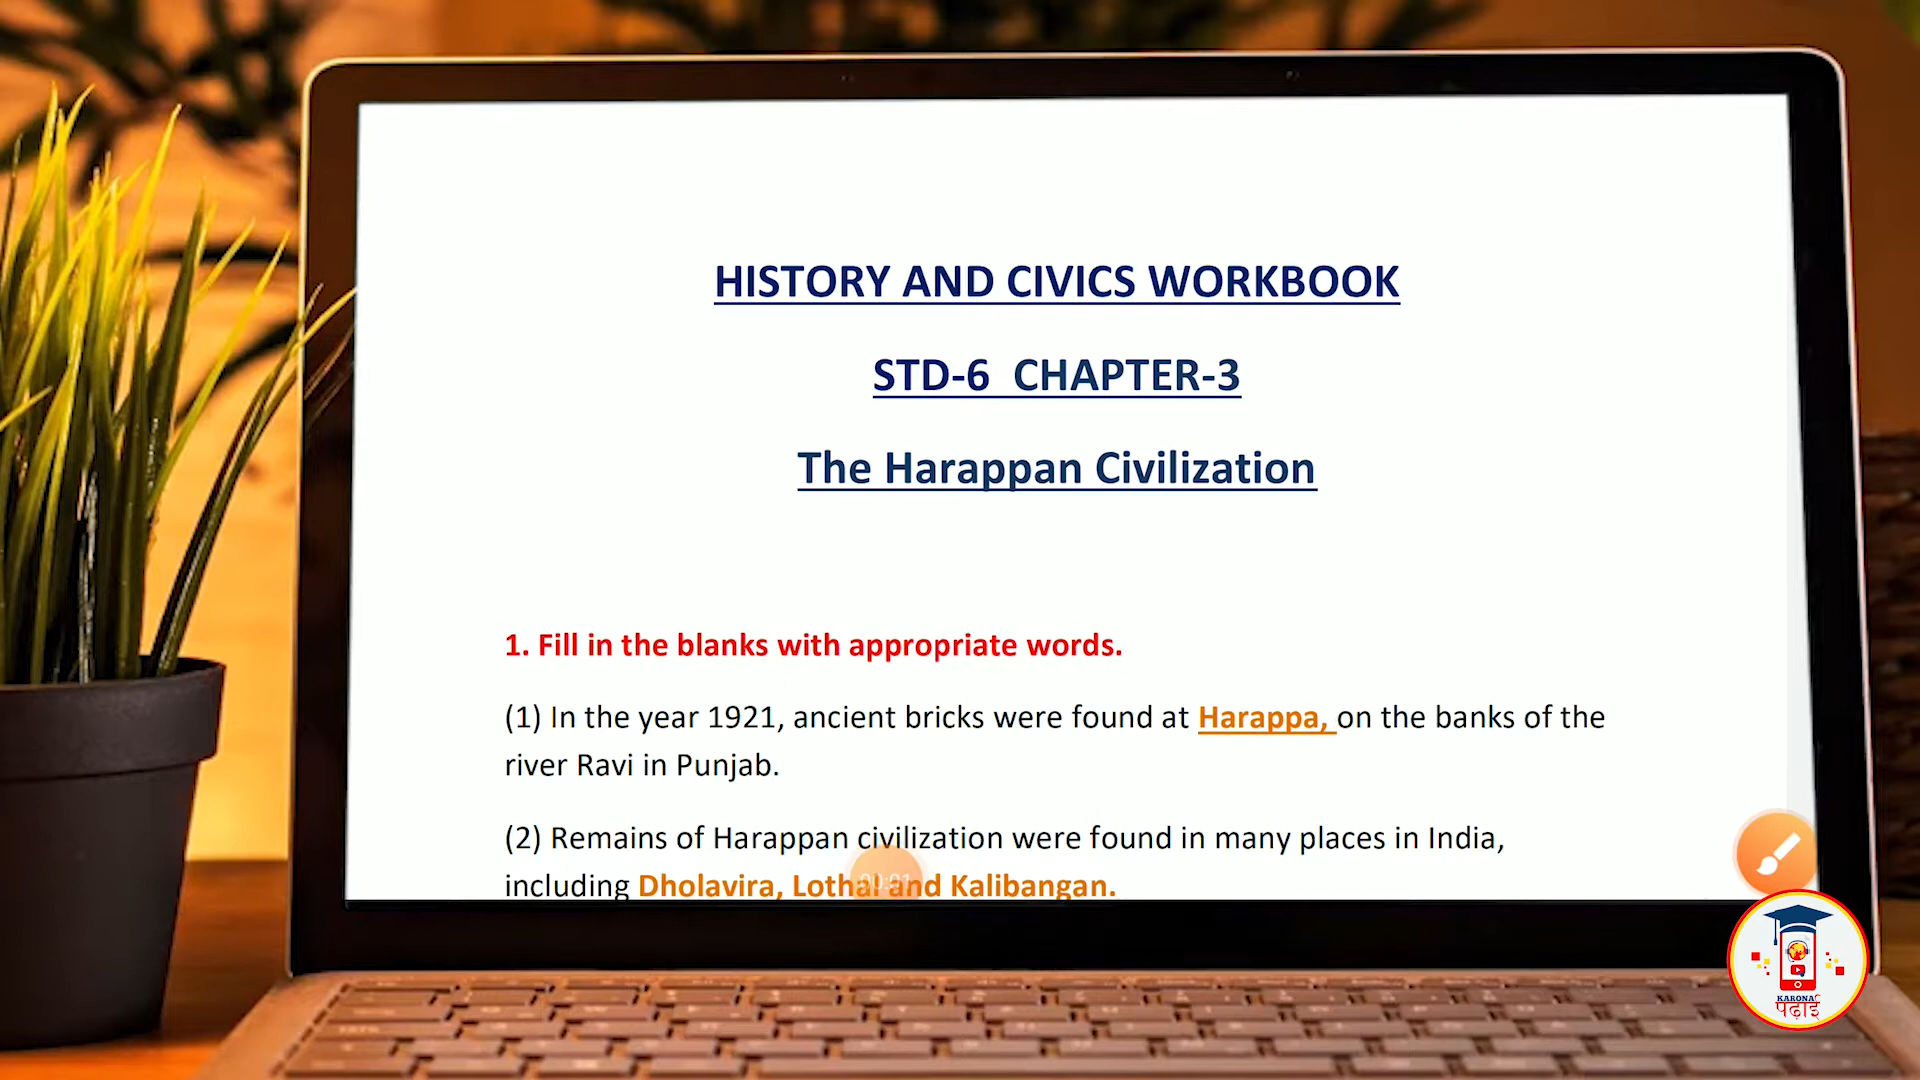 HISTORY AND CIVICS WORKBOOK
STD-6 CHAPTER-3
The Harappan Civilization
1. Fill in the blanks with appropriate words.
(1) In the year 1921, ancient bricks were found at Harappa, on the banks of the
river Ravi in Punjab.
(2) Remains of Harappan civilization were found in many places in India,
including Dholavira, Lothal and Kalibangan.
00:01
KARONA
पढ़ाई